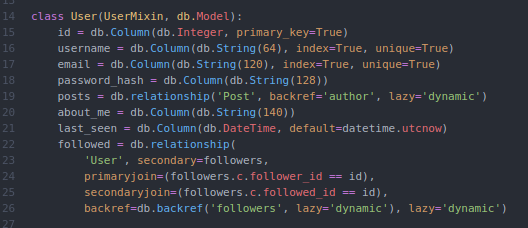 14 class User(UserMixin, db.Model):
15     id = db.Column(db.Integer, primary_key=True)
16     username = db.Column(db.String(64), index=True, unique=True)
17     email = db.Column(db.String(120), index=True, unique=True)
18     password_hash = db.Column(db.String(128))
19     posts = db.relationship('Post', backref='author', lazy='dynamic')
20     about_me = db.Column(db.String(140))
21     last_seen = db.Column(db.DateTime, default=datetime.utcnow)
22     followed = db.relationship(
23         'User', secondary=followers,
24         primaryjoin=(followers.c.follower_id == id),
25         secondaryjoin=(followers.c.followed_id == id),
26         backref=db.backref('followers', lazy='dynamic'), lazy='dynamic')
27